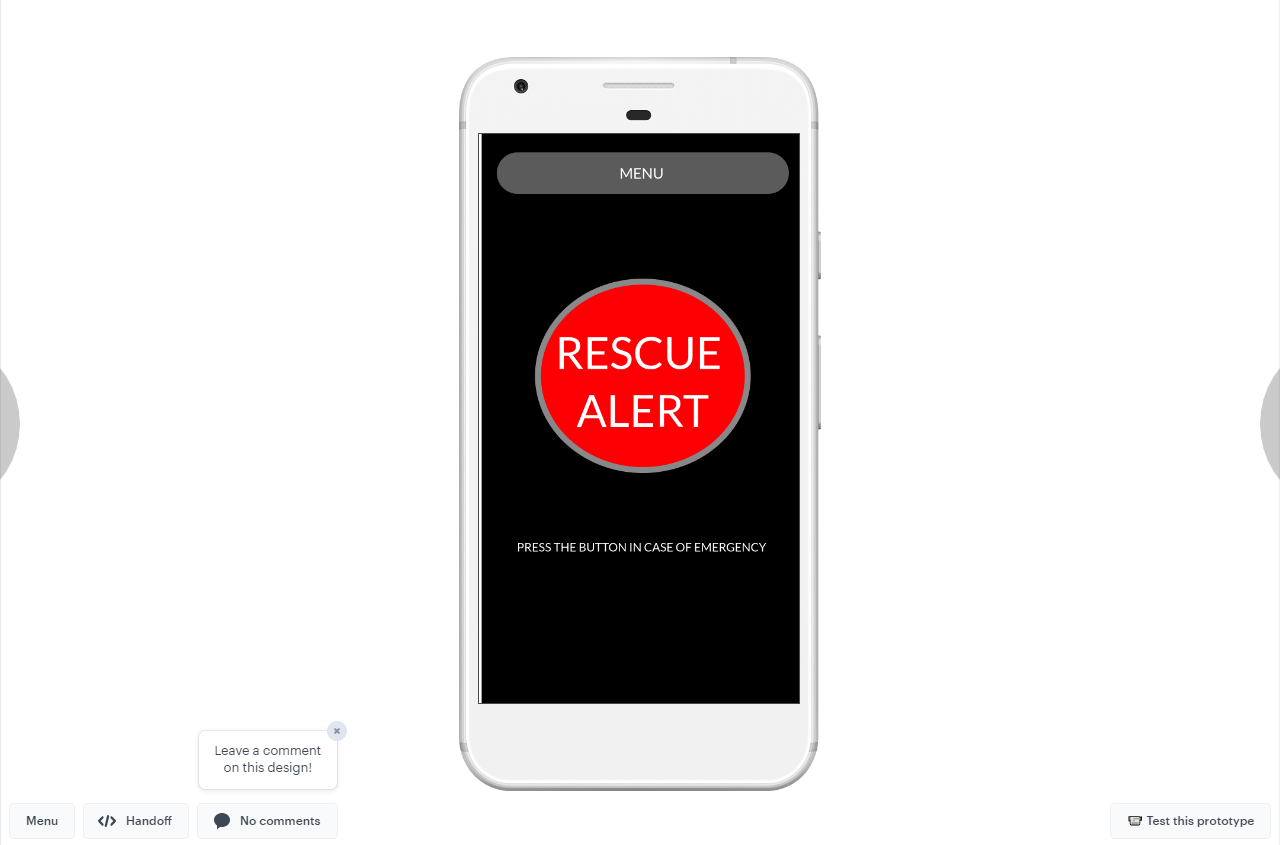 MENU
RESCUE
ALERT
PRESS THE BUTTON IN CASE OF EMERGENCY
Leave a comment
on this design!
Menu
Handoff
No comments
Test this prototype